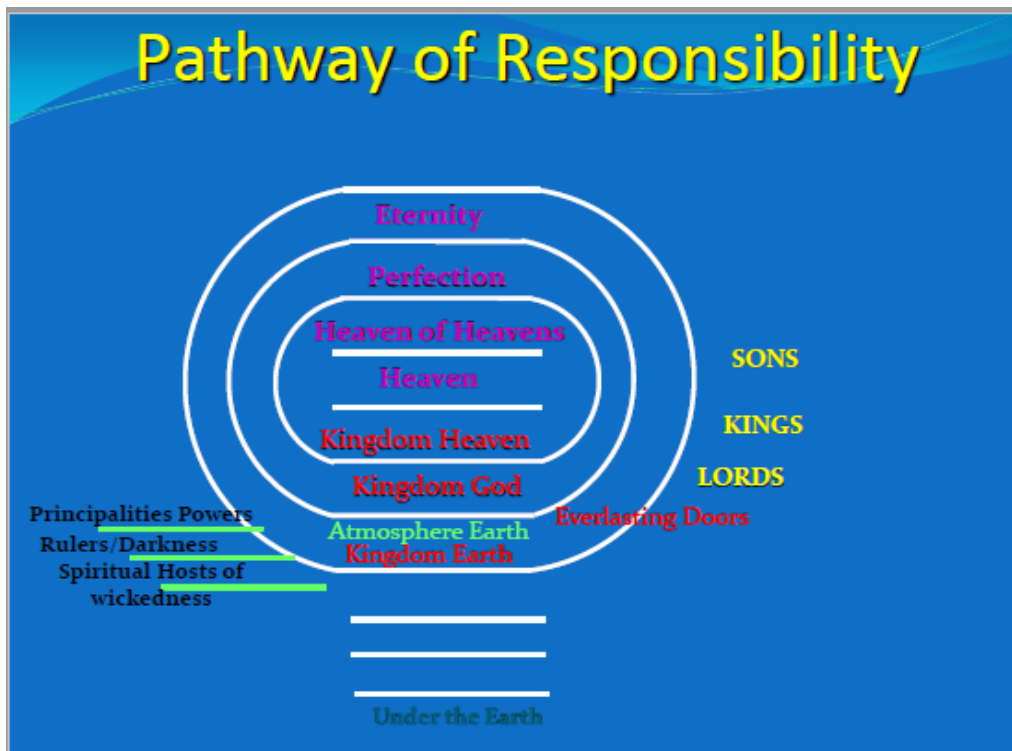 Pathway of Responsibility
Eternity
Perfection
Heaven of Heavens
SONS
Heaven
KINGS
Kingdom Heaven
LORDS
Kingdom God
Principalities Powers
Everlasting Doors
Atmosphere Earth
Rulers/Darkness
Kingdom Earth
Spiritual Hosts of
wickedness
Under the Earth